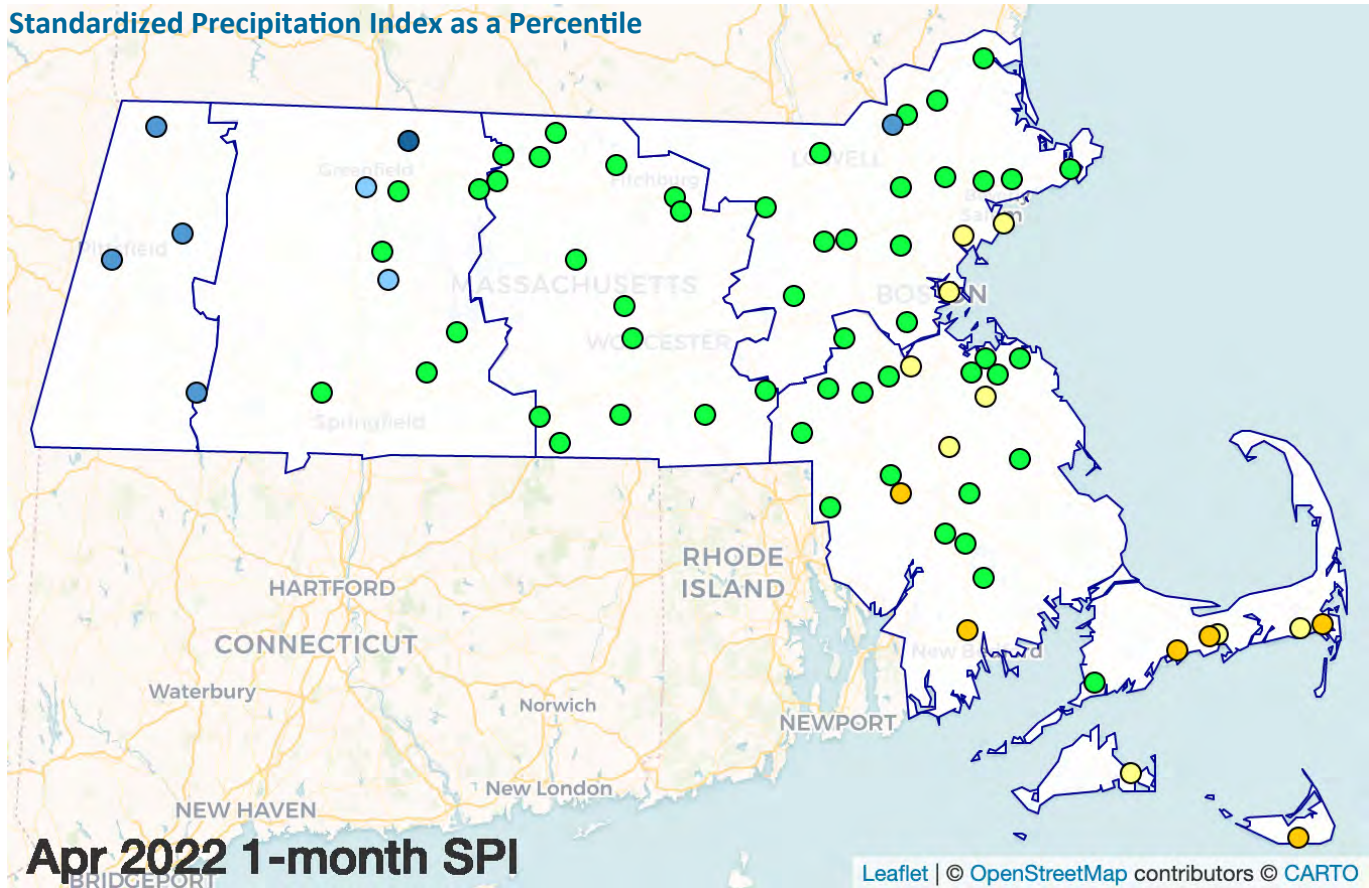 Standardized Precipitation Index as a Percentile
Greenfield
LOWELL
Fitchburg
Salem
Pittsfield
MASSACHUSETTS
BOSTON
WORCESTER
Springfield
RHODE
ISLAND
HARTFORD
CONNECTICUT
New Bedford
Waterbury
Norwich
NEWPORT
New London
NEW HAVEN
Apr 2022 1-month SPI
BRIDGEPORT
Leaflet | © OpenStreetMap contributors © CARTO